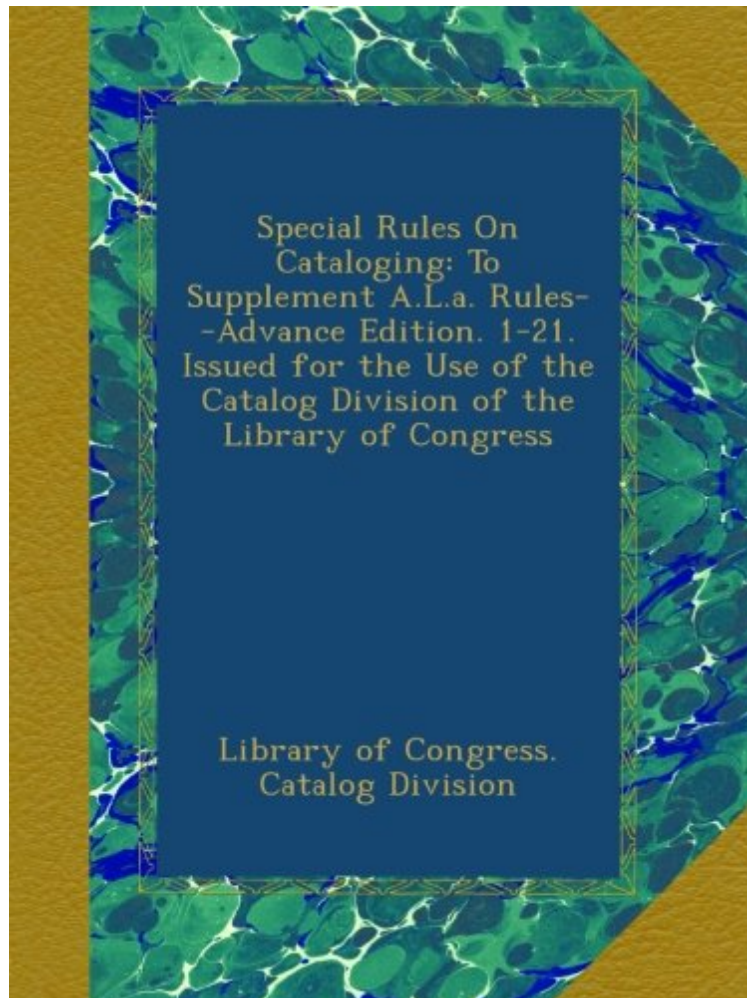 Special Rules On
Cataloging: To
Supplement A.L.a. Rules-
-Advance Edition. 1-21.
Issued for the Use of the
Catalog Division of the
Library of Congress
Library of Congress.
Catalog Division